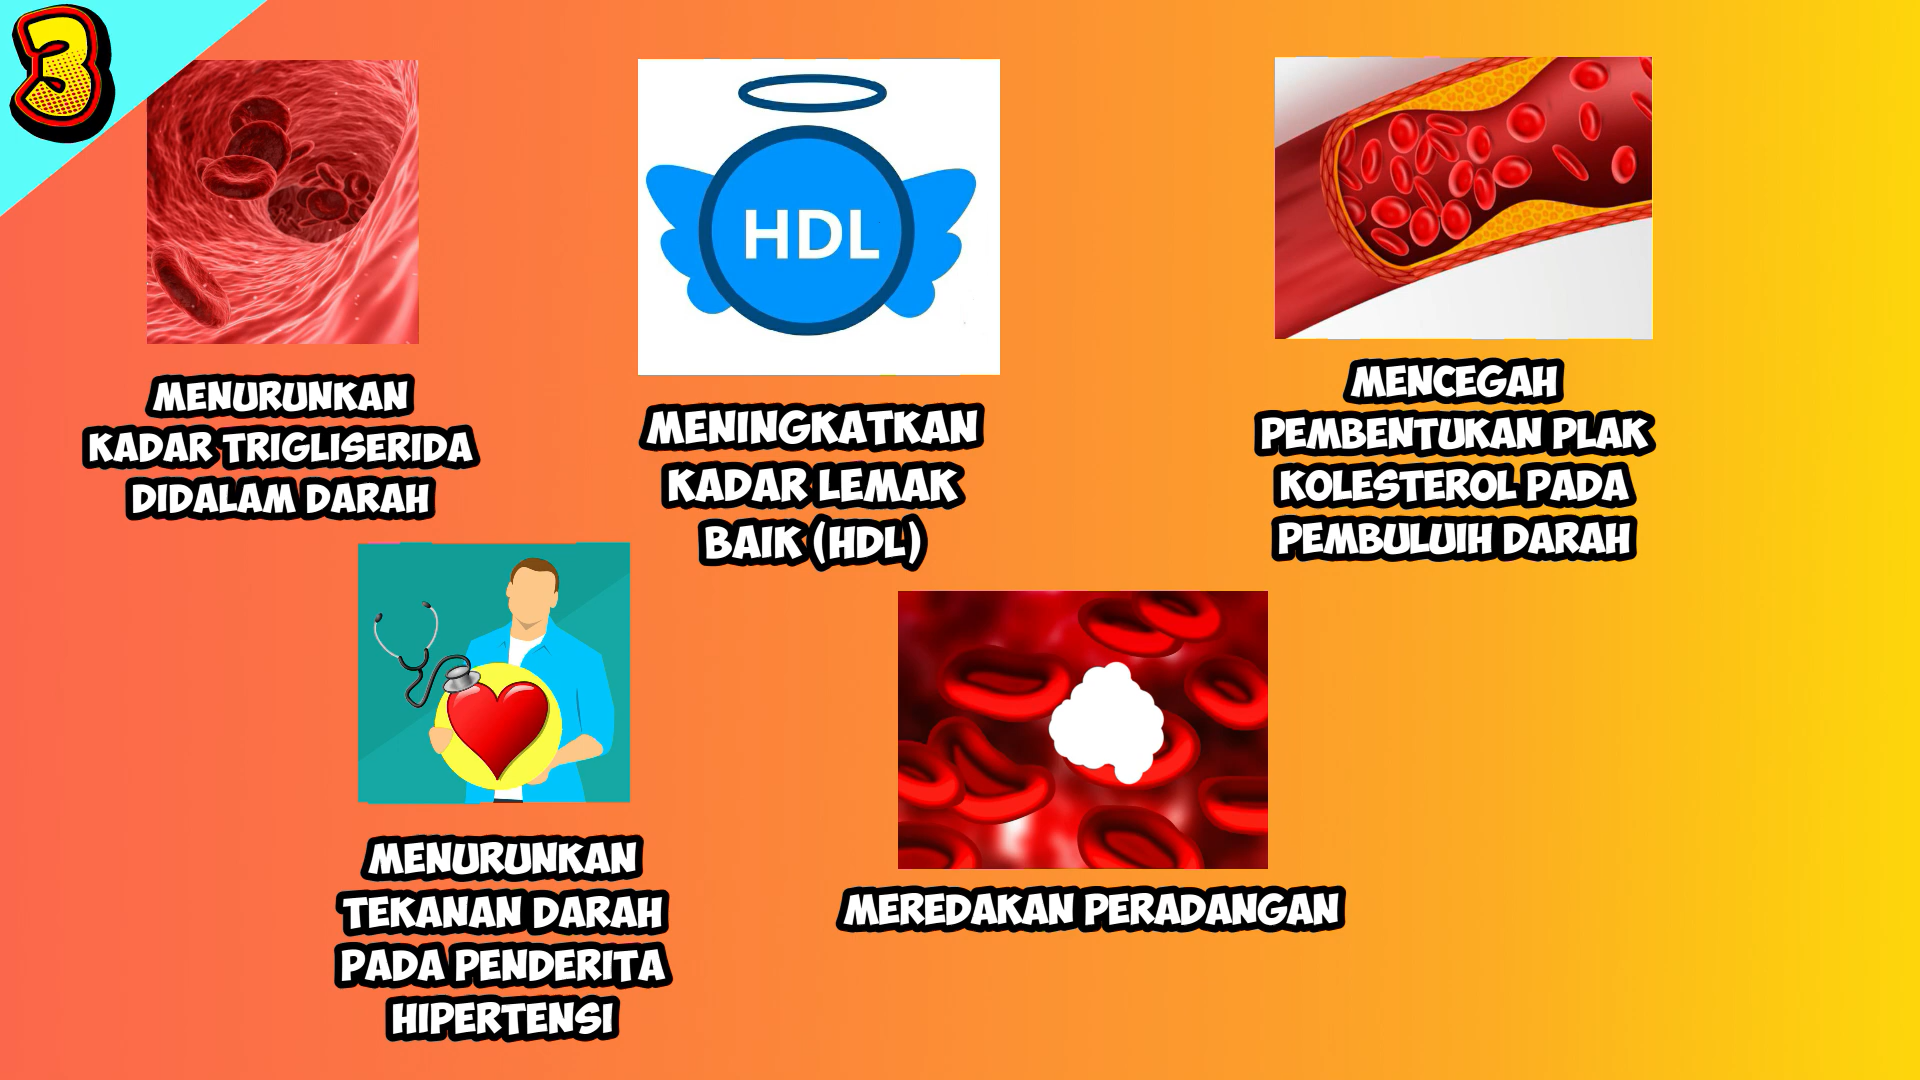 3
MENURUNKAN
KADAR TRIGLISERIDA
DIDALAM DARAH
HDL
MENINGKATKAN
KADAR LEMAK
BAIK (HDL)
MENCEGAH
PEMBENTUKAN PLAK
KOLESTEROL PADA
PEMBULUIH DARAH
MENURUNKAN
TEKANAN DARAH
PADA PENDERITA
HIPERTENSI
MEREDAKAN PERADANGAN